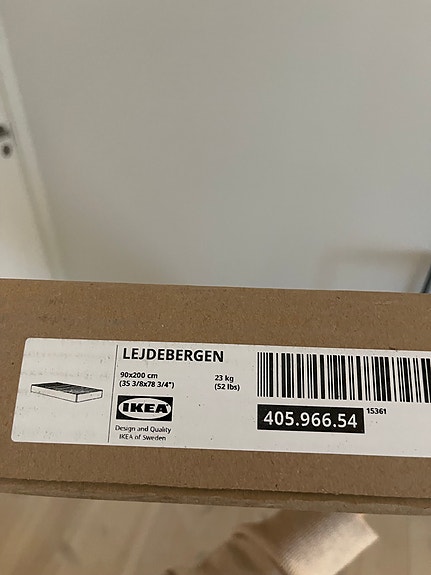 LEJDEBERGEN
90x200 cm
(35 3/8x78 3/4")
23 kg
(52 lbs)
IKEA
Design and Quality
IKEA of Sweden
405.966.54
15361